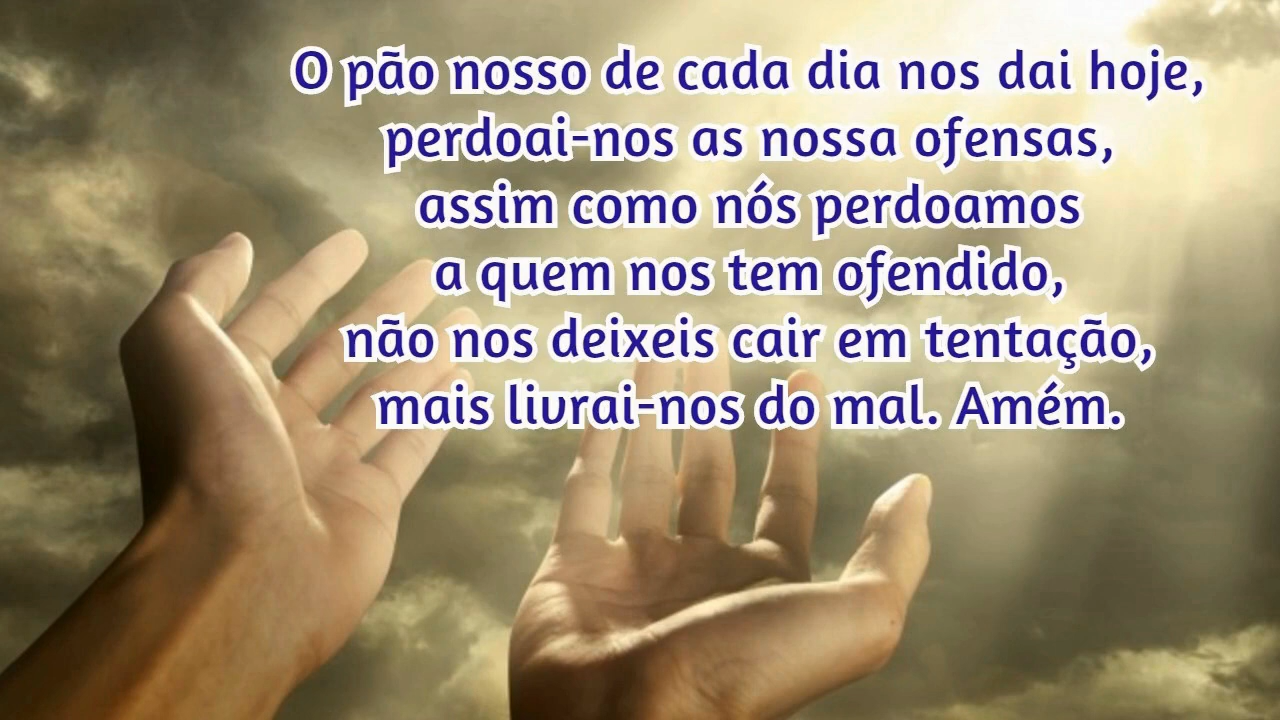 O pão nosso de cada dia nos dai hoje,
perdoai-nos as nossa ofensas,
assim como nós perdoamos
a quem nos tem ofendido,
não nos deixeis cair em tentação,
mais livrai-nos do mal. Amém.